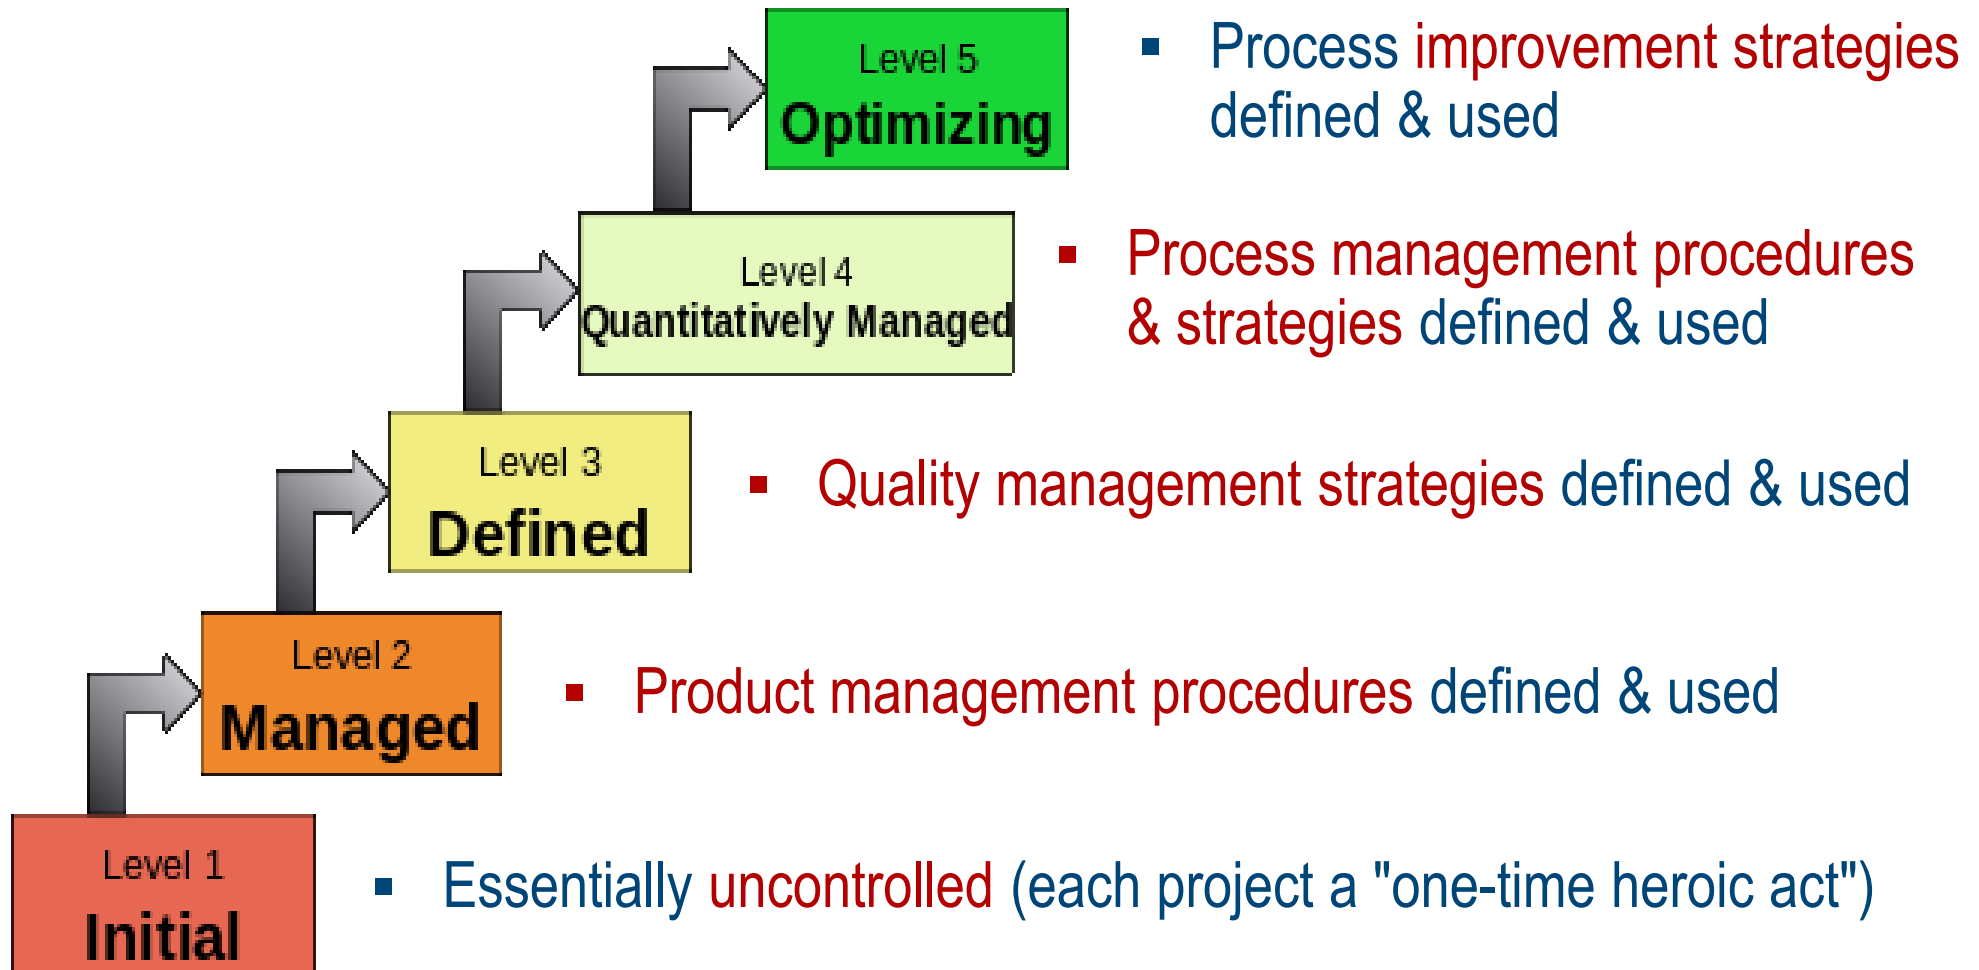 Level 5
Optimizing
▪ Process improvement strategies
defined & used
Level 4
Quantitatively Managed
▪ Process management procedures
& strategies defined & used
Level 3
Defined
▪ Quality management strategies defined & used
Level 2
Managed
▪ Product management procedures defined & used
Level 1
Initial
▪ Essentially uncontrolled (each project a "one-time heroic act")